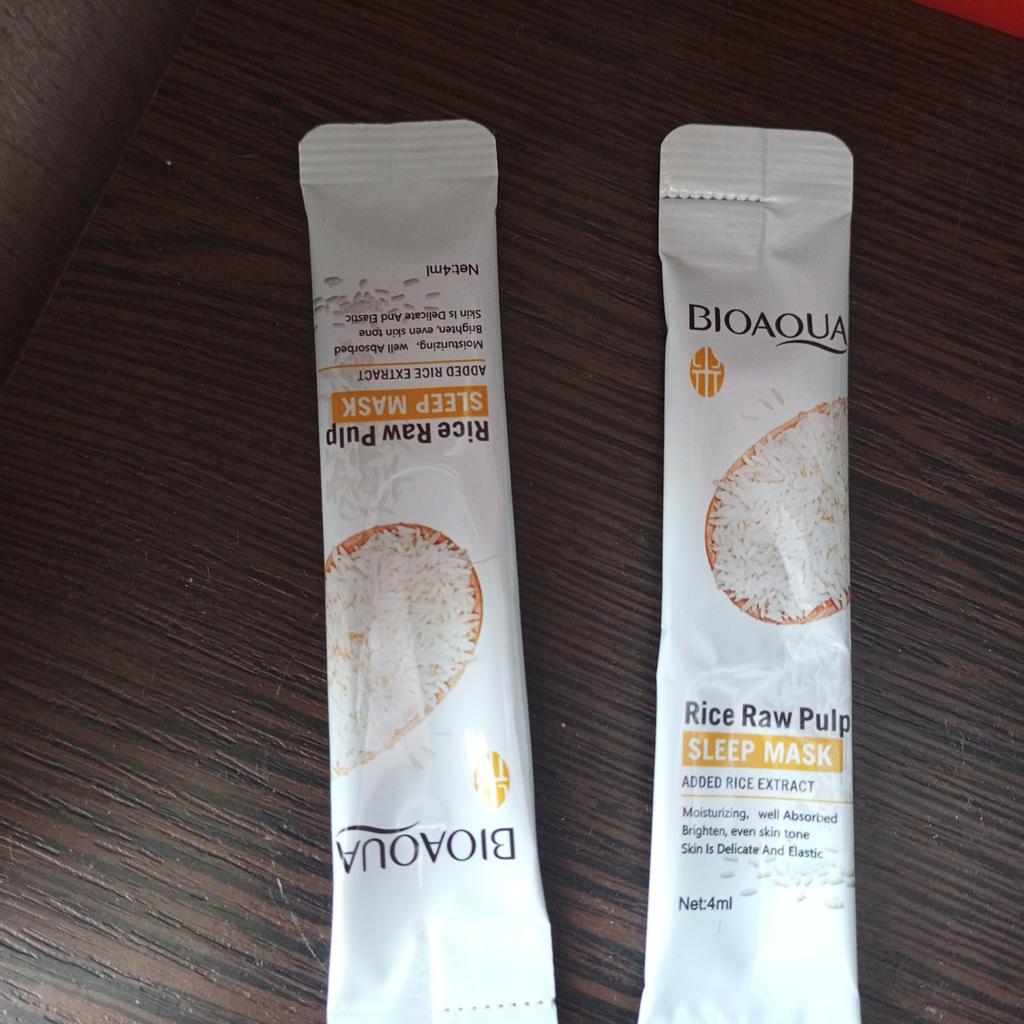 BIOAQUA
Rice Raw Pulp
SLEEP MASK
ADDED RICE EXTRACT
Moisturizing, well Absorbed
Brighten, even skin tone
Skin Is Delicate And Elastic
Net:4ml
BIOAQUA
Rice Raw Pulp
SLEEP MASK
ADDED RICE EXTRACT
Moisturizing, well Absorbed
Brighten, even skin tone
Skin Is Delicate And Elastic
Net:4ml